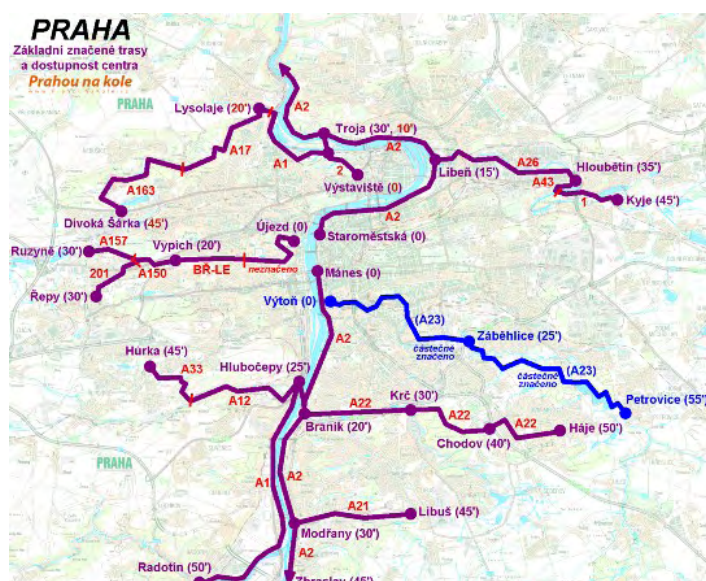 PRAHA
Základní značené trasy
a dostupnost centra
Prahou na kole
PRAHA
Lysolaje (20')
A2
Troja (30', 10')
A17
A1
A2
2
Libeň (15')
A26
Hloubětín (35')
A163
Výstaviště (0)
A43
1
Kyje (45')
Divoká Šárka (45')
Újezd (0)
A2
Staroměstská (0)
A157
Ruzyně (30')
Vypich (20')
201
A150
BŘ-LE
neznačeno
Mánes (0)
Řepy (30')
Výtoň (0)
(A23)
A2
Záběhlice (25')
částečně
značeno
Hůrka (45')
A33
Hlubočepy (25')
(A23)
částečně
značeno
A12
Krč (30')
Petrovice (55')
A22
Braník (20')
A22
A22
Chodov (40')
Háje (50')
PRAHA
A1
A2
A21
Libuš (45')
Modřany (30')
A2
Radotín (50')
Zbraslav (45')